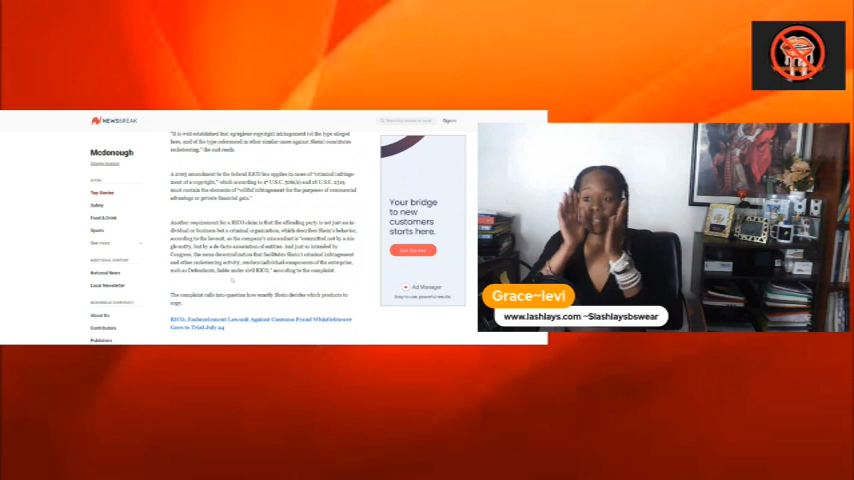 NEWSBREAK
Sign in
Mcdonough
LOCAL
Top Stories
Safety
Food & Drink
Sports
See more
ADDITIONAL CONTENT
National News
Local Newsletter
About Us
Contributors
Publishers
"It is well established that egregious copyright infringement (of the type alleged
here, and of the type referenced in other similar cases against Shein) constitutes
racketeering," the suit reads.
A 2005 amendment to the federal RICO law applies in cases of "criminal infringe-
ment of a copyright," which according to 17 U.S.C. 506(a) and 18 U.S.C. 2319,
must contain the elements of "willful infringement for the purposes of commercial
advantage or private financial gain."
Another requirement for a RICO claim is that the offending party is not just an in-
dividual or business but a criminal organization, which describes Shein's behavior,
according to the lawsuit, as the company's misconduct is "committed not by a sin-
gle entity, but by a de-facto association of entities. And just as intended by
Congress, the same decentralization that facilitates Shein's criminal infringement
and other racketeering activity, renders individual components of the enterprise,
such as Defendants, liable under civil RICO," according to the complaint.
The complaint calls into question how exactly Shein decides which products to
copy.
RICO, Embezzlement Lawsuit Against Customs Fraud Whistleblower
Goes to Trial July 24
Your bridge
to new
customers
starts here.
Ad Manager
Easy to use powerful results
Grace~levi
www.lashlays.com ~$lashlaysbswear